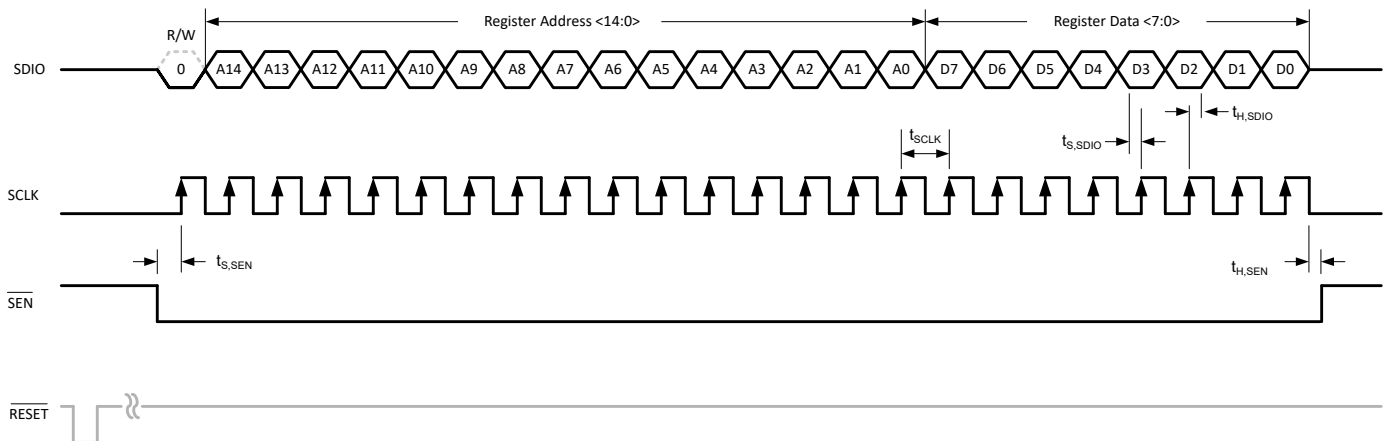 Register Address <14:0> Register Data <7:0>
R/W
SDIO 0 A14 A13 A12 A11 A10 A9 A8 A7 A6 A5 A4 A3 A2 A1 A0 D7 D6 D5 D4 D3 D2 D1 D0
tH,SDIO
tSCLK tS,SDIO
SCLK
tS,SEN tH,SEN
SEN
RESET